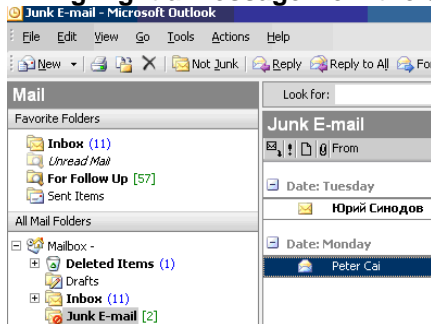 Junk E-mail - Microsoft Outlook
File Edit View Go Tools Actions Help
New Not Junk Reply Reply to All Fo
Mail
Look for:
Favorite Folders
Junk E-mail
Inbox (11)
From
Unread Mail
For Follow Up [57]
Date: Tuesday
Sent Items
Юрий Синодов
All Mail Folders
Date: Monday
Mailbox -
Deleted Items (1)
Peter Cai
Drafts
Inbox (11)
Junk E-mail [2]